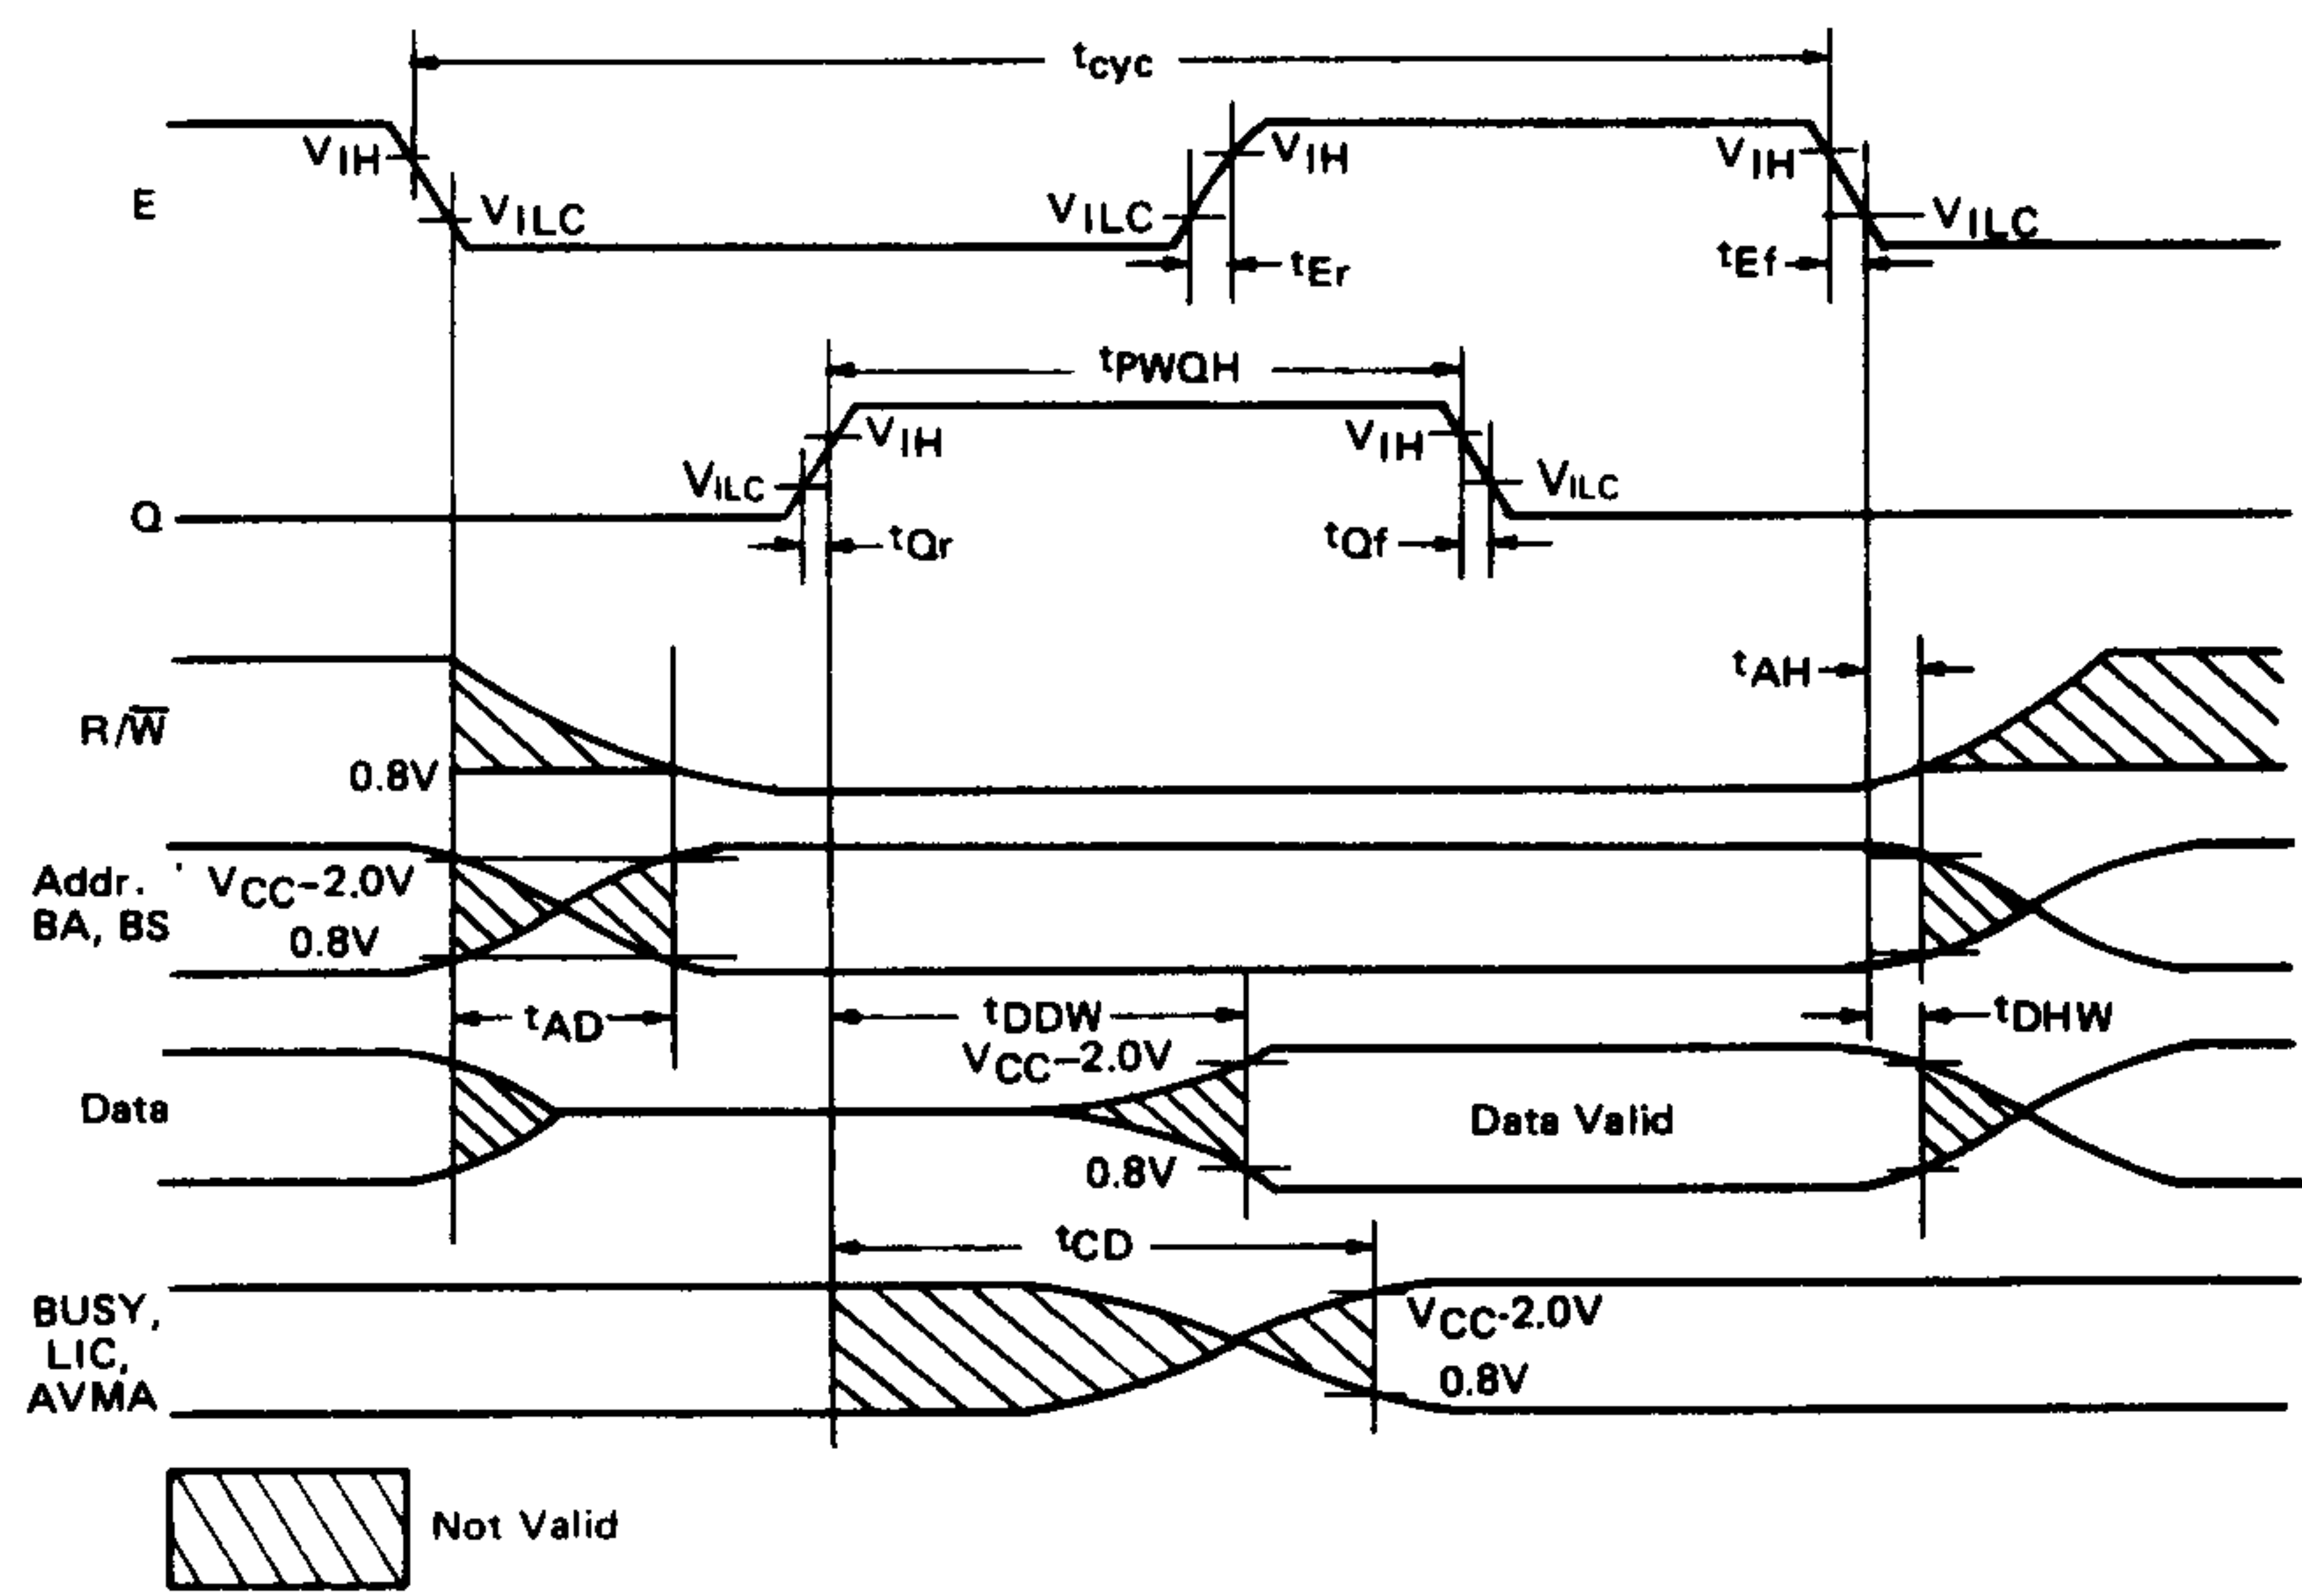 tcyc
VIH
VIH
VIH
E
VILC
VILC
VILC
tEr
tEf
tPWQH
VIH
VIH
VILC
VILC
Q
tQr
tQf
tAH
R/W̅
0.8V
Addr.
BA, BS
VCC-2.0V
0.8V
tAD
tDDW
tDHW
VCC-2.0V
Data
Data Valid
0.8V
tCD
BUSY,
LIC,
AVMA
VCC-2.0V
0.8V
Not Valid